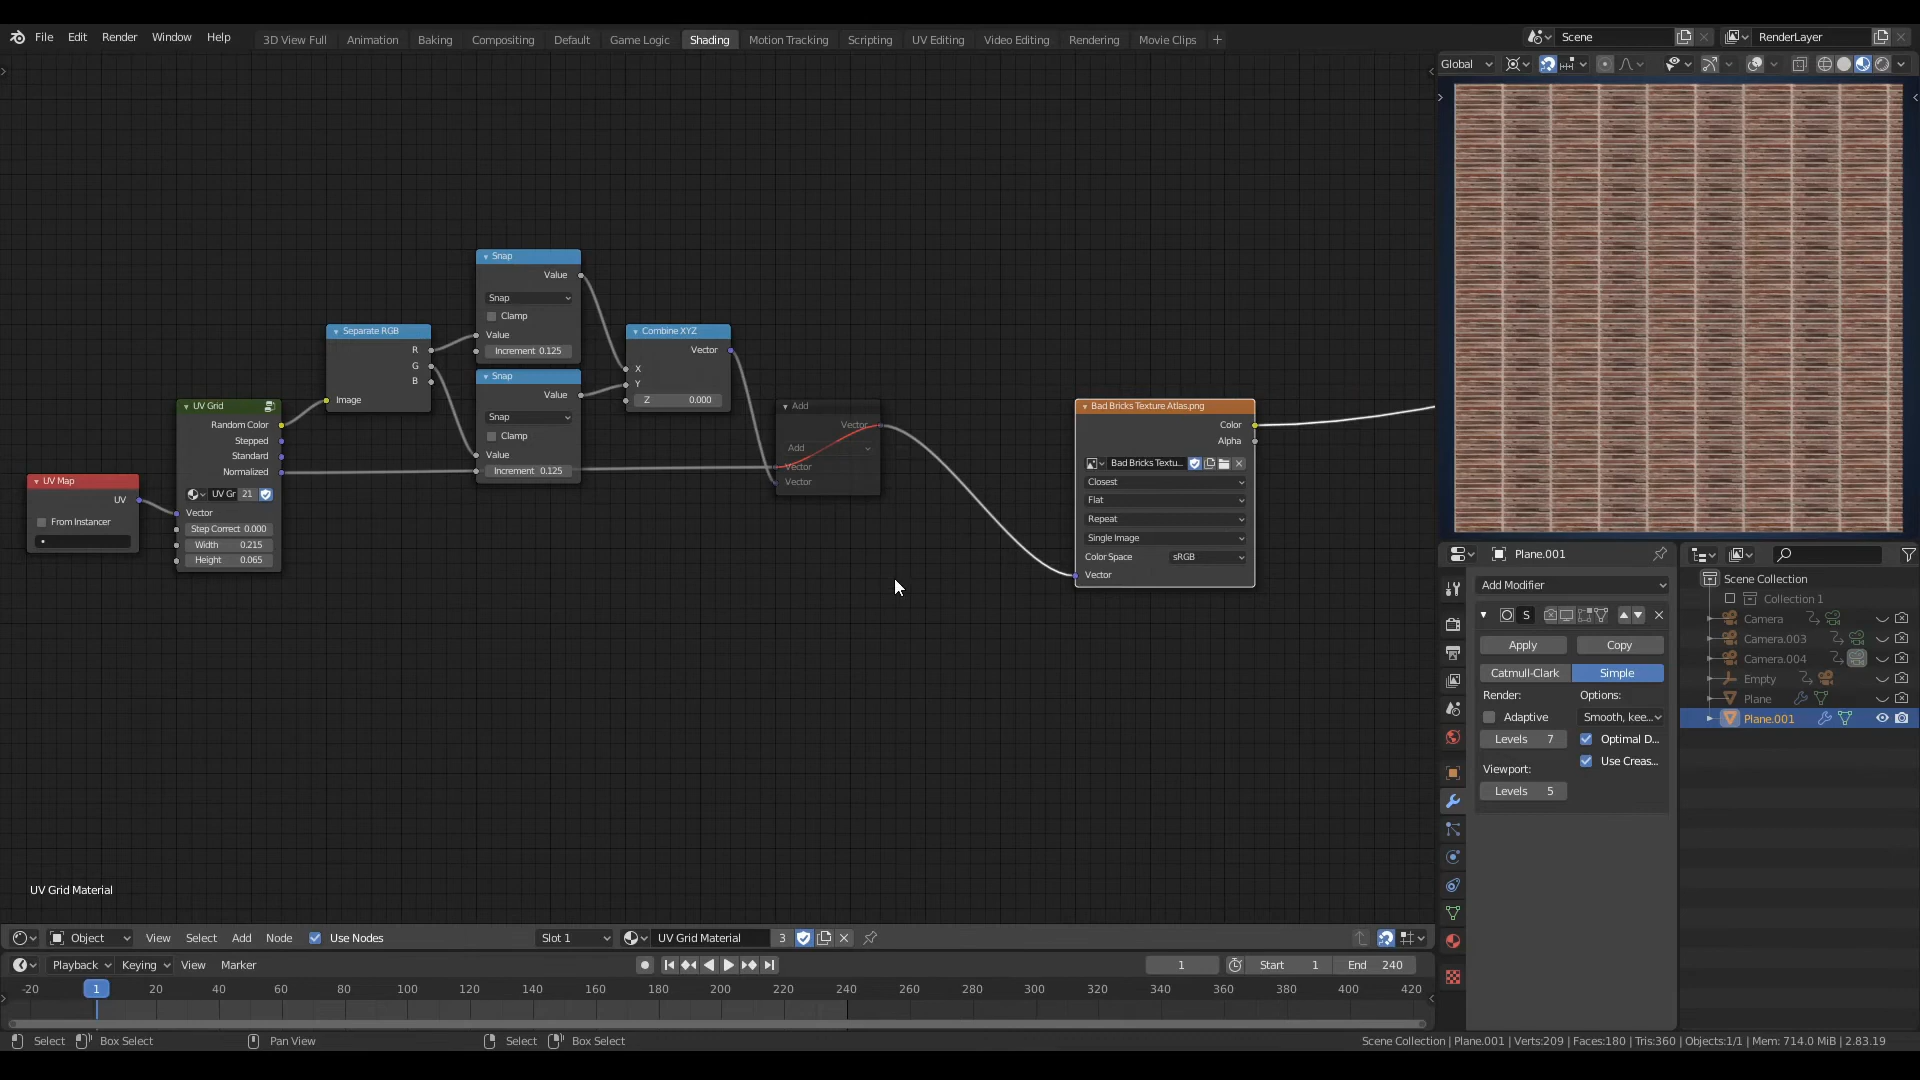 File Edit Render Window Help 3D View Full Animation Baking Compositing Default Game Logic Shading Motion Tracking Scripting UV Editing Video Editing Rendering Movie Clips + Scene RenderLayer
Global
Snap
Value
Snap
Clamp
Value
Increment 0.125
Separate RGB
R
G
B
Image
Combine XYZ
Vector
X
Y
Z 0.000
Snap
Value
Snap
Clamp
Value
Increment 0.125
UV Grid
Random Color
Stepped
Standard
Normalized
UV Gr 21
Vector
Step Correct 0.000
Width 0.215
Height 0.065
UV Map
UV
From Instancer
Add
Vector
Add
Vector
Vector
Bad Bricks Texture Atlas.png
Color
Alpha
Bad Bricks Textu...
Closest
Flat
Repeat
Single Image
Color Space sRGB
Vector
UV Grid Material
Plane.001
Add Modifier
S
Apply Copy
Catmull-Clark Simple
Render: Options:
Adaptive Smooth, kee...
Levels 7 Optimal D...
Use Creas...
Viewport:
Levels 5
Scene Collection
Collection 1
Camera
Camera.003
Camera.004
Empty
Plane
Plane.001
Object View Select Add Node Use Nodes Slot 1 UV Grid Material 3
Playback Keying View Marker 1 Start 1 End 240
-20 1 20 40 60 80 100 120 140 160 180 200 220 240 260 280 300 320 340 360 380 400 420
Select Box Select Pan View Select Box Select Scene Collection | Plane.001 | Verts:209 | Faces:180 | Tris:360 | Objects:1/1 | Mem: 714.0 MiB | 2.83.19